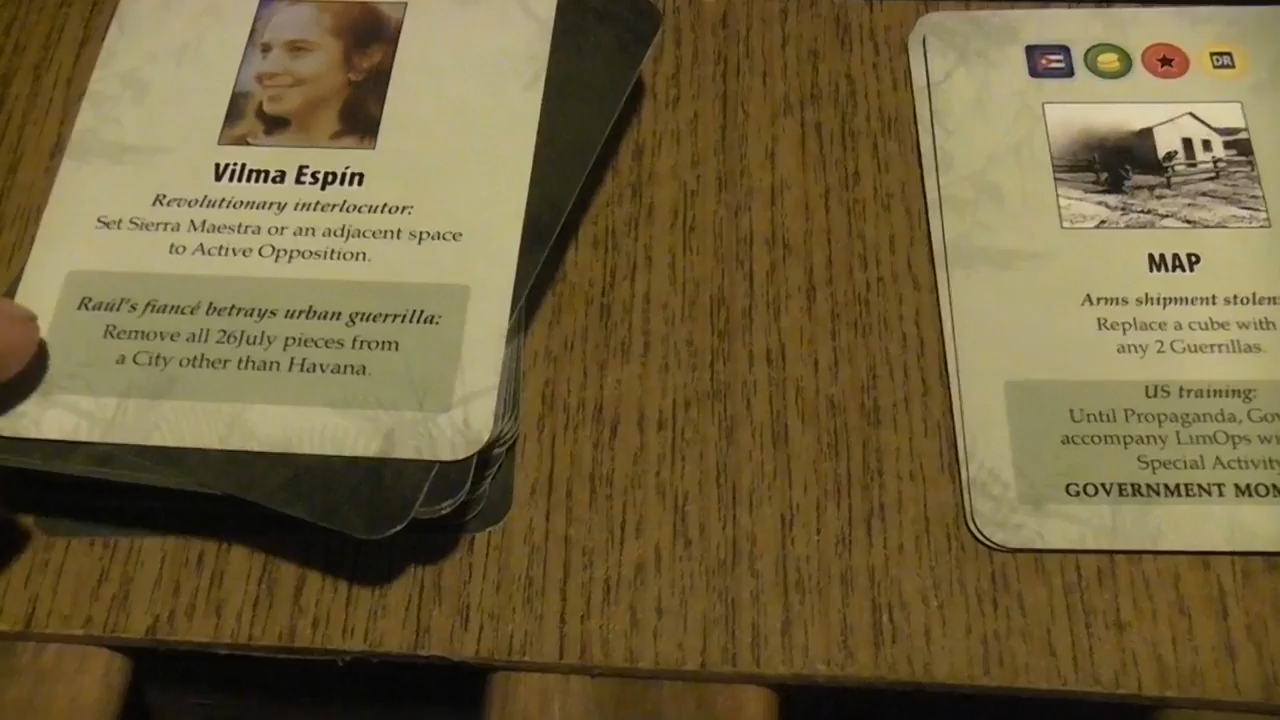 Vilma Espín
Revolutionary interlocutor:
Set Sierra Maestra or an adjacent space
to Active Opposition.
Raúl's fiancé betrays urban guerrilla:
Remove all 26July pieces from
a City other than Havana.
DR
MAP
Arms shipment stolen:
Replace a cube with
any 2 Guerrillas.
US training:
Until Propaganda, Gov
accompany LimOps wi
Special Activity
GOVERNMENT MOM